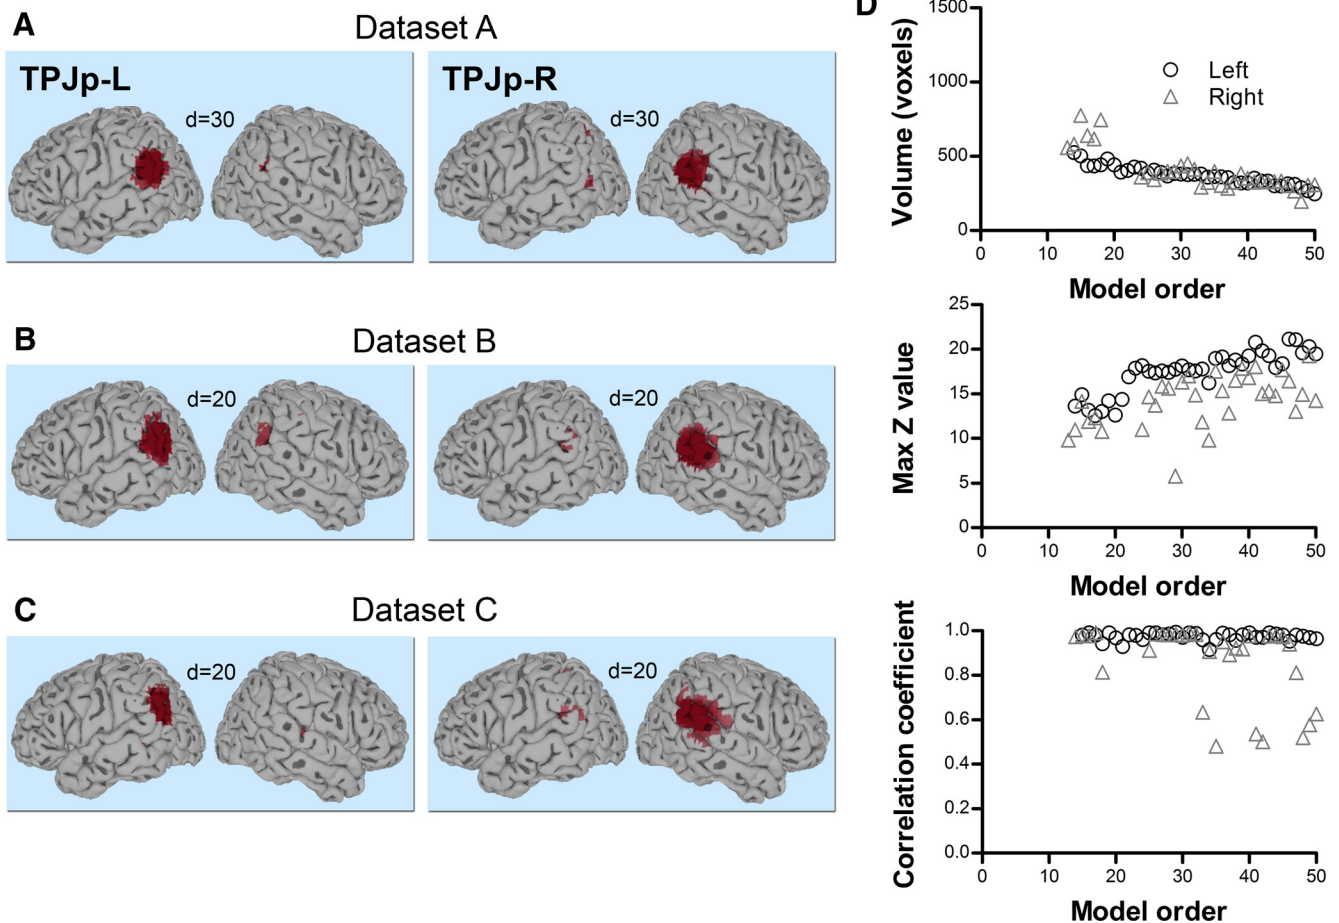 A
Dataset A
TPJp-L
d=30
TPJp-R
d=30
B
Dataset B
d=20
d=20
C
Dataset C
d=20
d=20
D
Volume (voxels)
1500
1000
500
0
Left
Right
0 10 20 30 40 50
Model order
Max Z value
25
20
15
10
5
0
0 10 20 30 40 50
Model order
Correlation coefficient
1.0
0.8
0.6
0.4
0.2
0.0
0 10 20 30 40 50
Model order